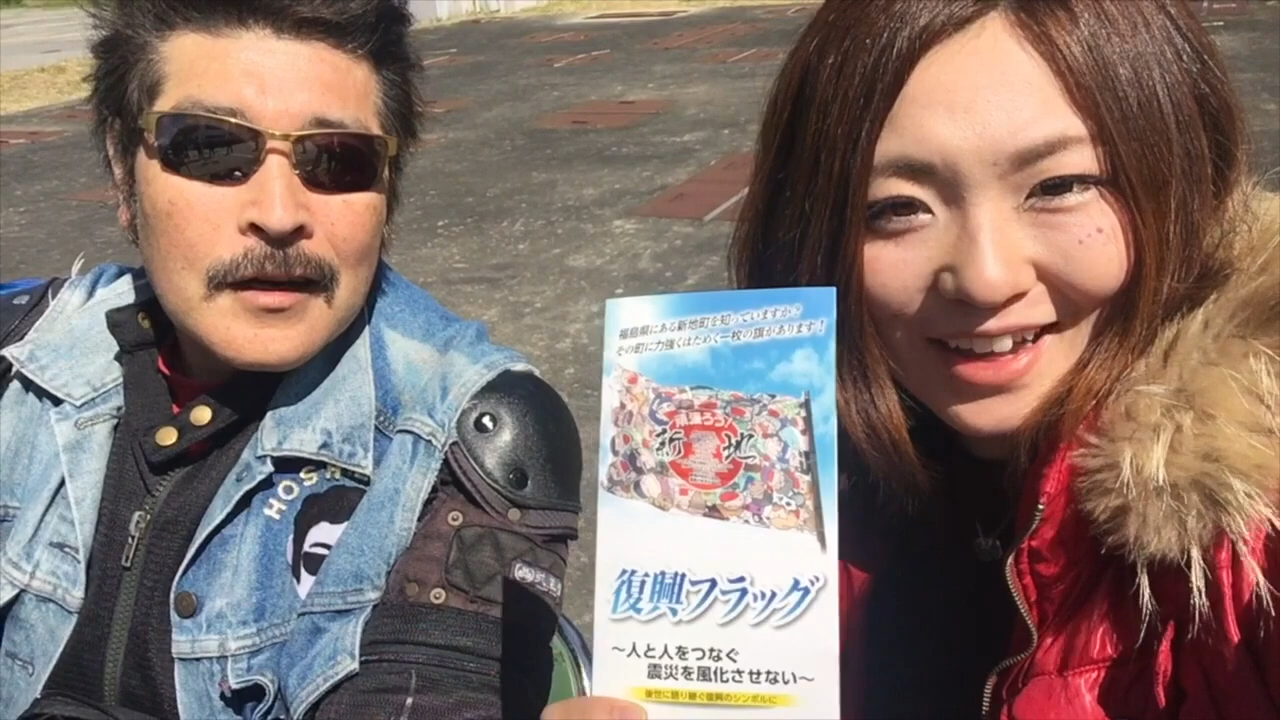 福島県にある新地町を知っていますか?
その町に力強くはためく一枚の旗があります!
頑張ろう!
新 地
復興フラッグ
~人と人をつなぐ
震災を風化させない~
後世に語り継ぐ復興のシンボルに
HOSH